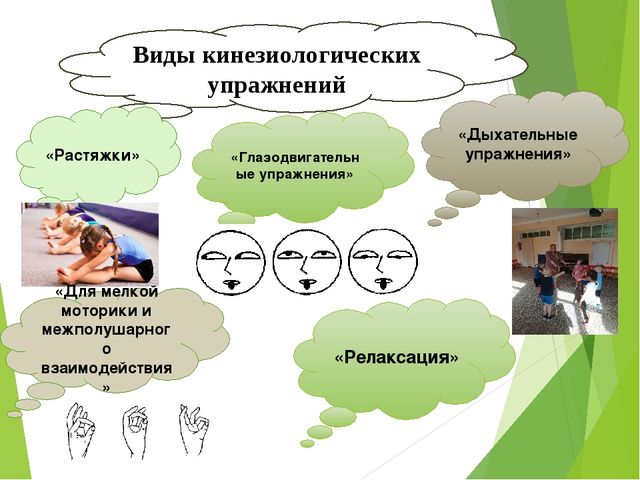 Виды кинезиологических
упражнений
«Растяжки»
«Глазодвигательн
ые упражнения»
«Дыхательные
упражнения»
«Для мелкой
моторики и
межполушарног
о
взаимодействия
»
«Релаксация»